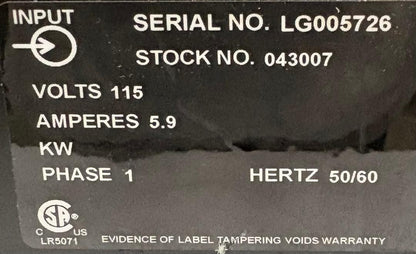 INPUT
SERIAL NO. LG005726
STOCK NO. 043007
VOLTS 115
AMPERES 5.9
KW
PHASE 1 HERTZ 50/60
CSA ®
C US
LR5071
EVIDENCE OF LABEL TAMPERING VOIDS WARRANTY